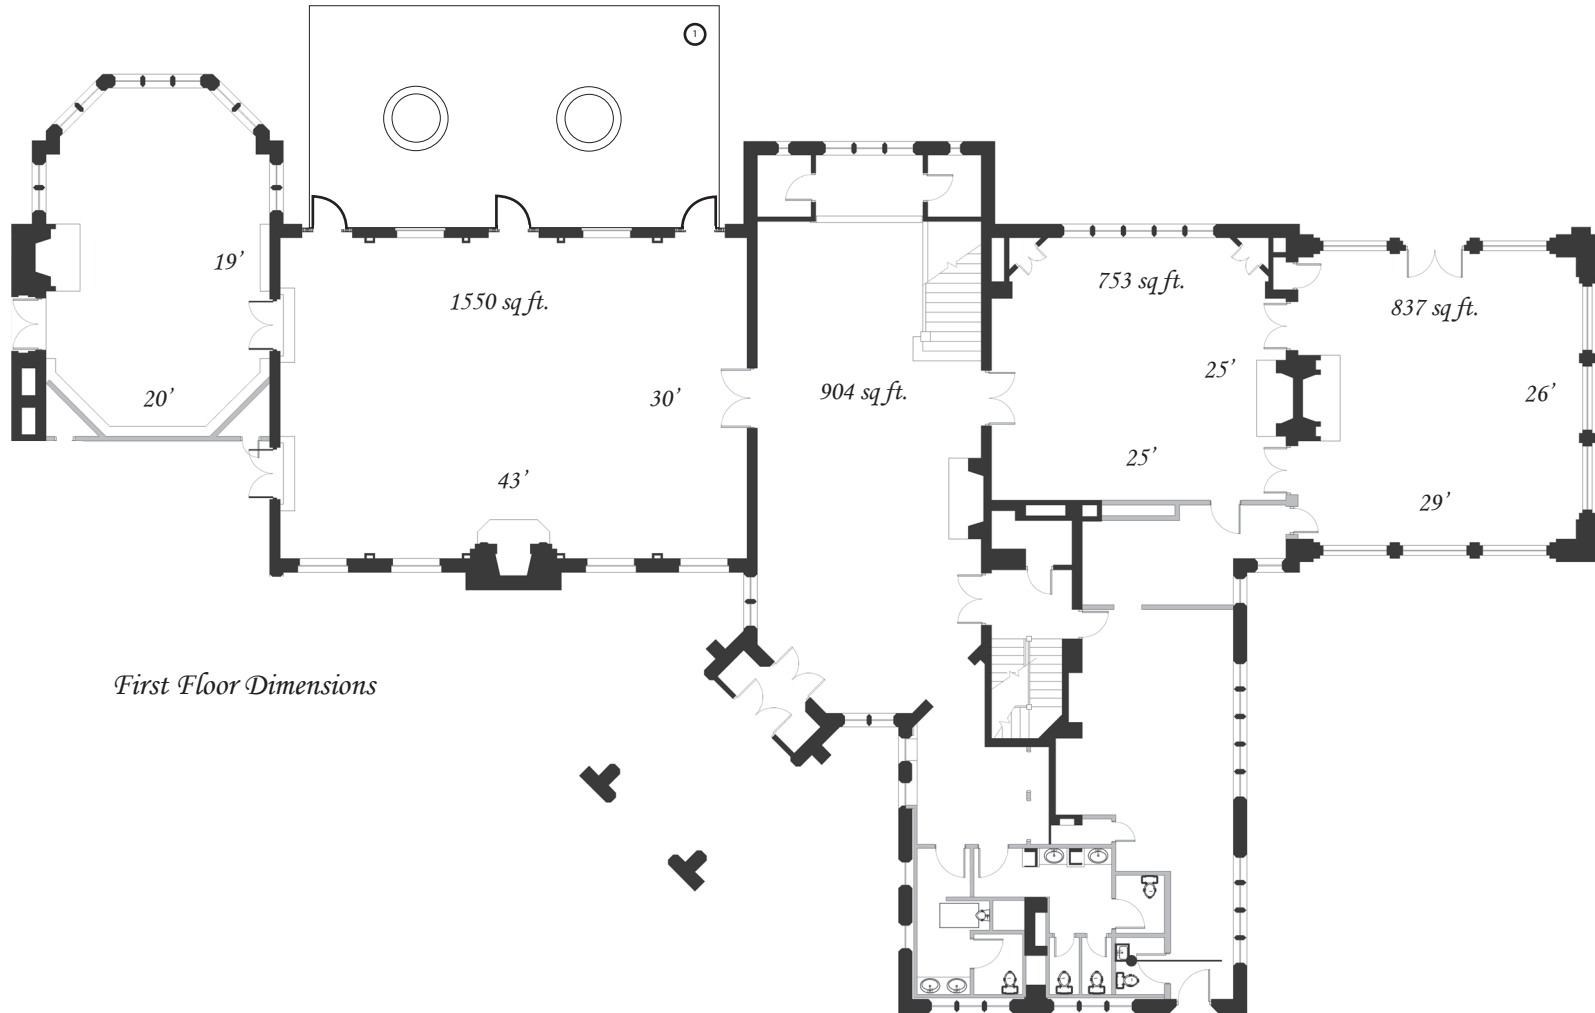 1
19'
1550 sq ft.
753 sq ft.
837 sq ft.
20'
30'
904 sq ft.
25'
26'
43'
25'
29'
First Floor Dimensions